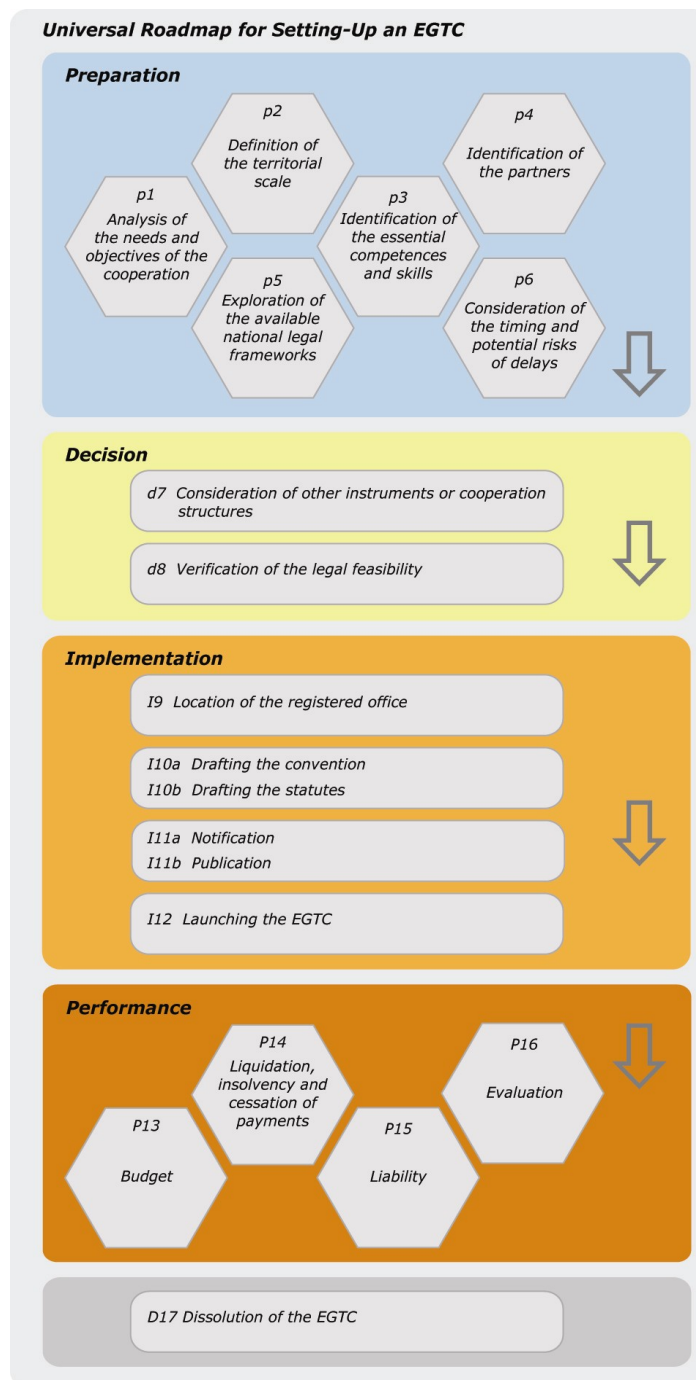 Universal Roadmap for Setting-Up an EGTC
Preparation
p1
Analysis of
the needs and
objectives of the
cooperation
p2
Definition of
the territorial
scale
p3
Identification of
the essential
competences
and skills
p4
Identification of
the partners
p5
Exploration of
the available
national legal
frameworks
p6
Consideration of
the timing and
potential risks
of delays
Decision
d7 Consideration of other instruments or cooperation
structures
d8 Verification of the legal feasibility
Implementation
I9 Location of the registered office
I10a Drafting the convention
I10b Drafting the statutes
I11a Notification
I11b Publication
I12 Launching the EGTC
Performance
P13
Budget
P14
Liquidation,
insolvency and
cessation of
payments
P15
Liability
P16
Evaluation
D17 Dissolution of the EGTC